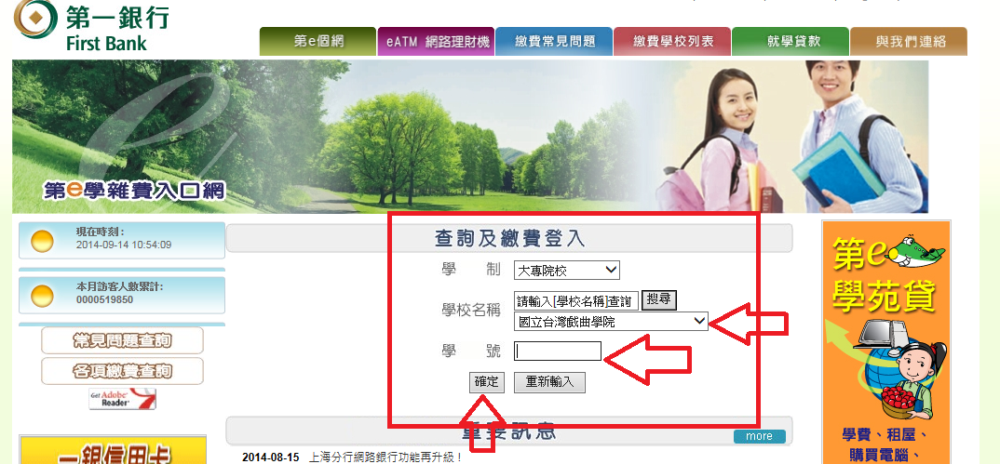 第一銀行
First Bank
第e個網
eATM 網路理財機
繳費常見問題
繳費學校列表
就學貸款
與我們連絡
第e學雜費入口網
現在時刻：
2014-09-14 10:54:09
本月訪客人數累計:
0000519850
常見問題查詢
各項繳費查詢
Get Adobe
Reader
一銀信用卡
查詢及繳費登入
學 制 大專院校
學校名稱 請輸入[學校名稱]查詢 搜尋
國立台灣戲曲學院
學 號
確定 重新輸入
重要訊息
more
2014-08-15 上海分行網路銀行功能再升級！
第e
學苑貸
學費、租屋、
購買電腦、